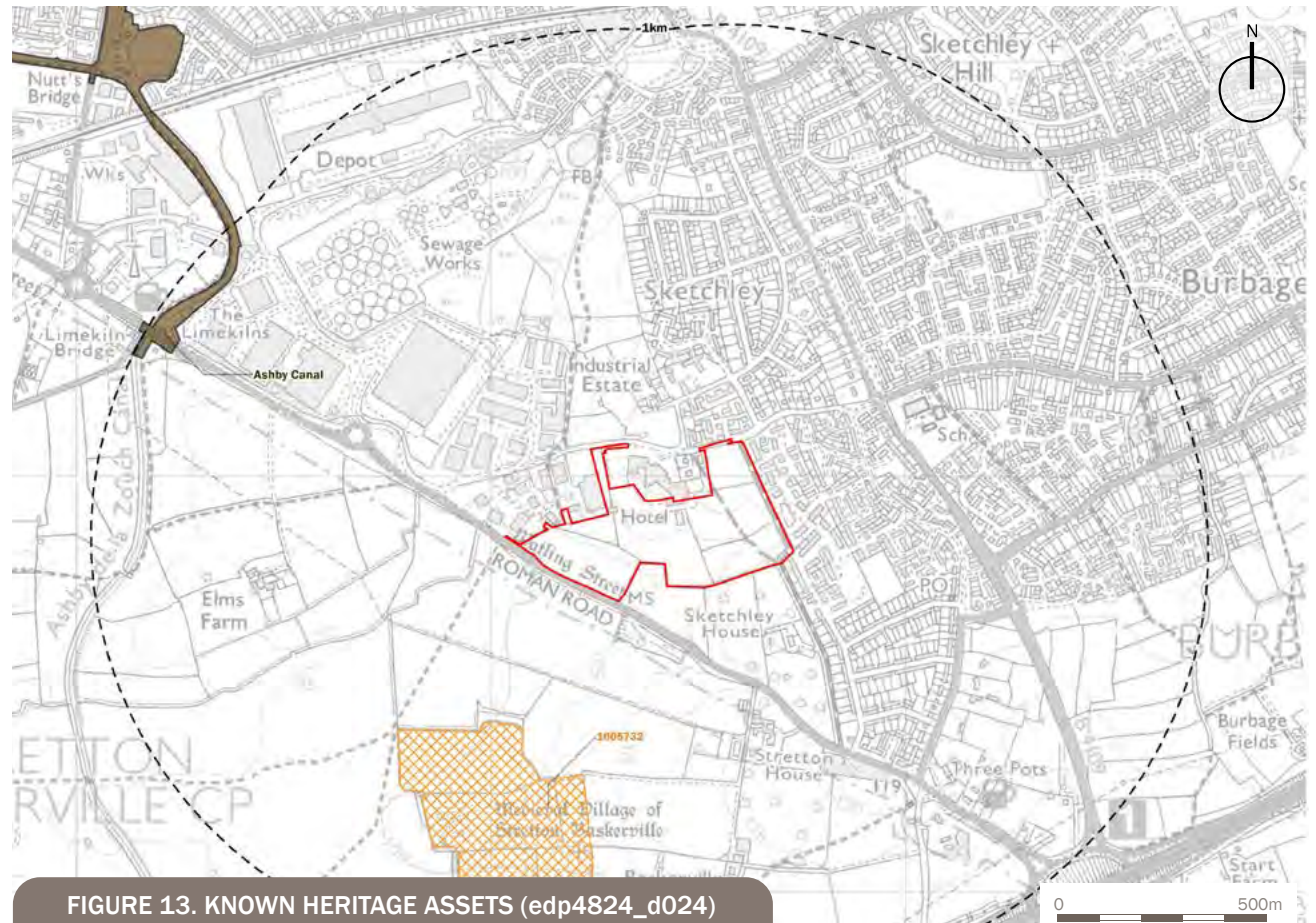 1km
N
Sketchley
Hill
Nutt's
Bridge
Depot
Wks
FB
Sewage
Works
Sketchley
Burbage
The
Limekilns
Limekiln
Bridge
Ashby Canal
Industrial
Estate
Sch
Hotel
Watling Street
MS
ROMAN ROAD
Elms
Farm
PO
Sketchley
House
BURB
Burbage
Fields
1005732
ETTON
RVILLE CP
Stretton
House
Three Pots
119
Medieval Village of
Stretton Baskerville
Start
Farm
FIGURE 13. KNOWN HERITAGE ASSETS (edp4824_d024)
0
500m